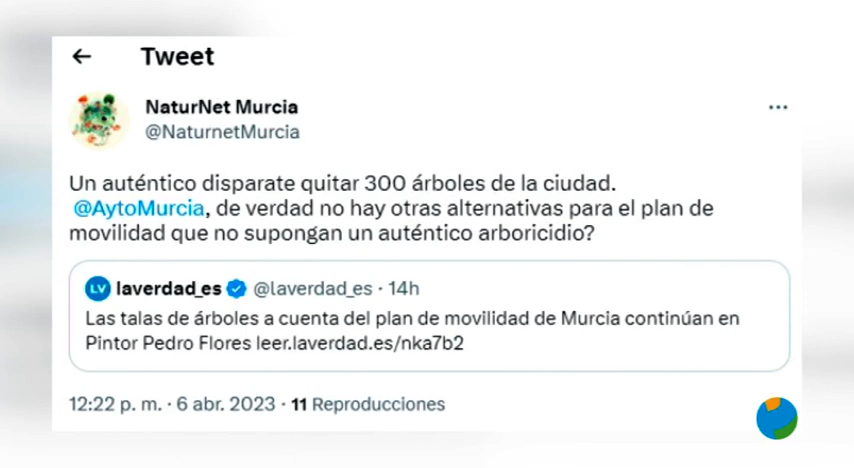 Tweet
NaturNet Murcia
@NaturnetMurcia
Un auténtico disparate quitar 300 árboles de la ciudad.
@AytoMurcia, de verdad no hay otras alternativas para el plan de
movilidad que no supongan un auténtico arboricidio?
LV laverdad_es @laverdad_es · 14h
Las talas de árboles a cuenta del plan de movilidad de Murcia continúan en
Pintor Pedro Flores leer.laverdad.es/nka7b2
12:22 p. m. · 6 abr. 2023 · 11 Reproducciones